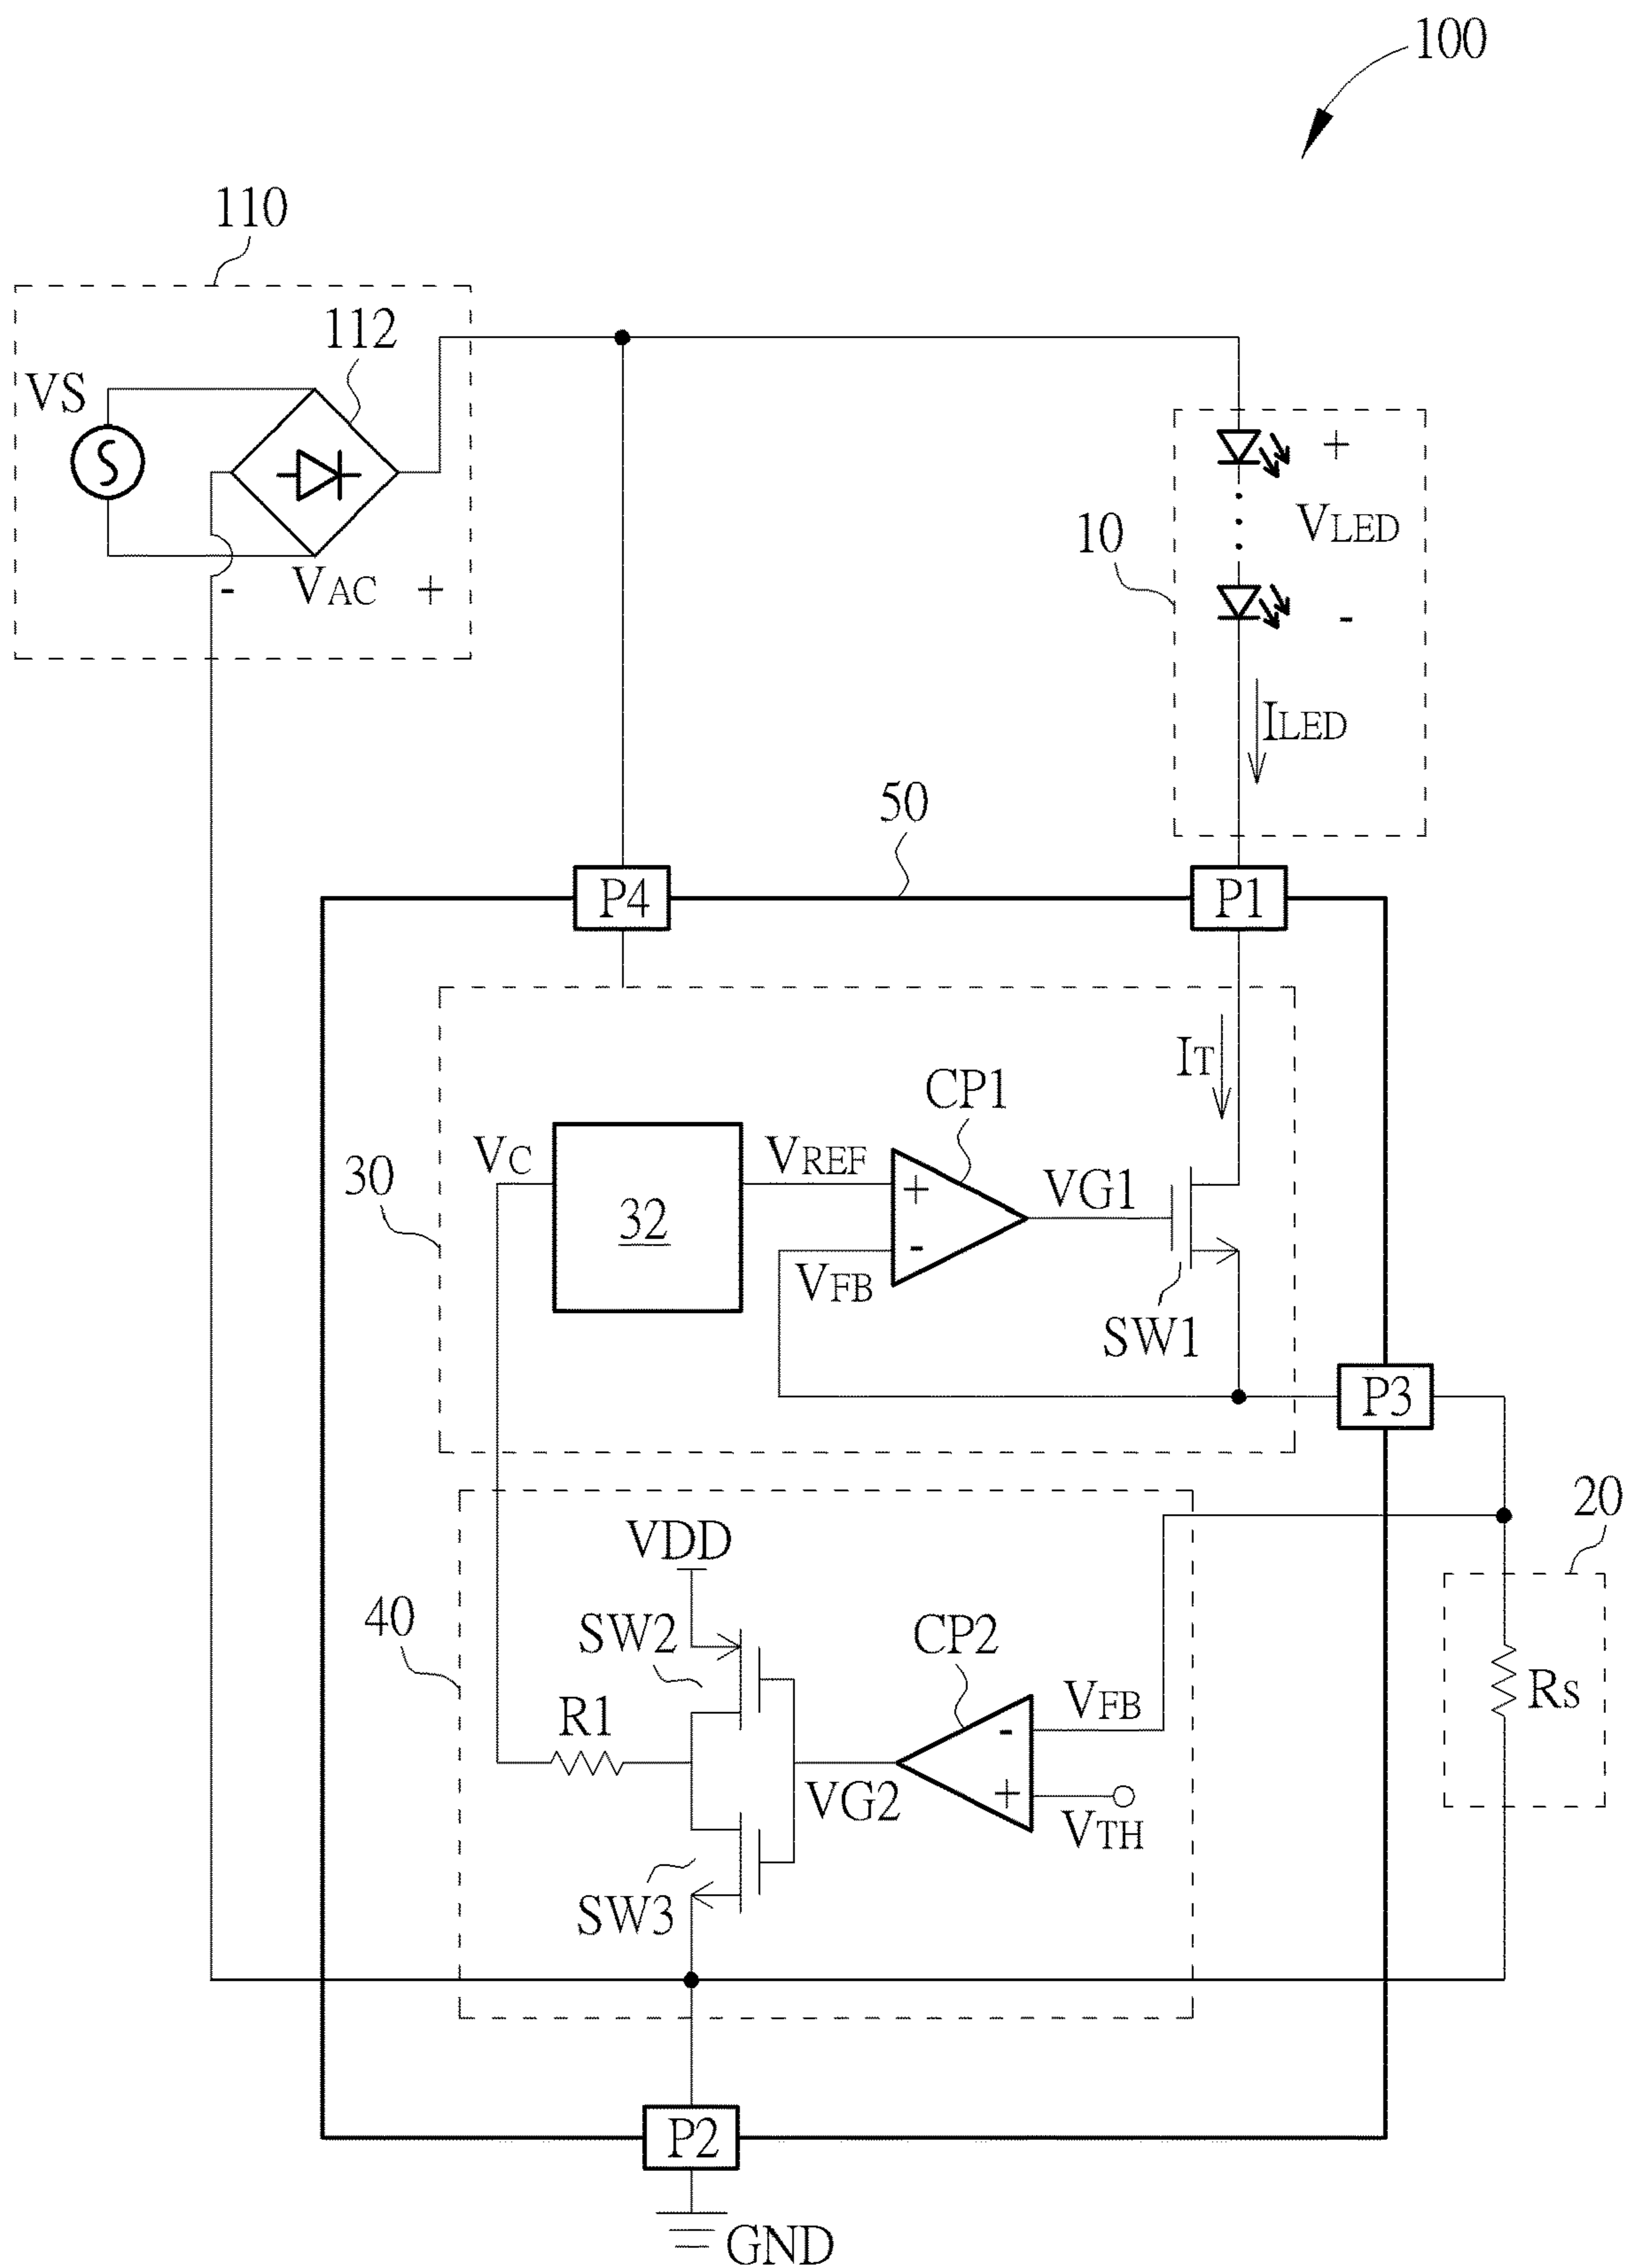 100
110
112
VS
- VAC +
+
VLED
10
-
ILED
50
P4
P1
IT
CP1
VC
VREF
30
32
+
VG1
-
VFB
SW1
P3
20
VDD
40
SW2
CP2
R1
VFB
-
RS
VG2
+
VTH
SW3
P2
GND